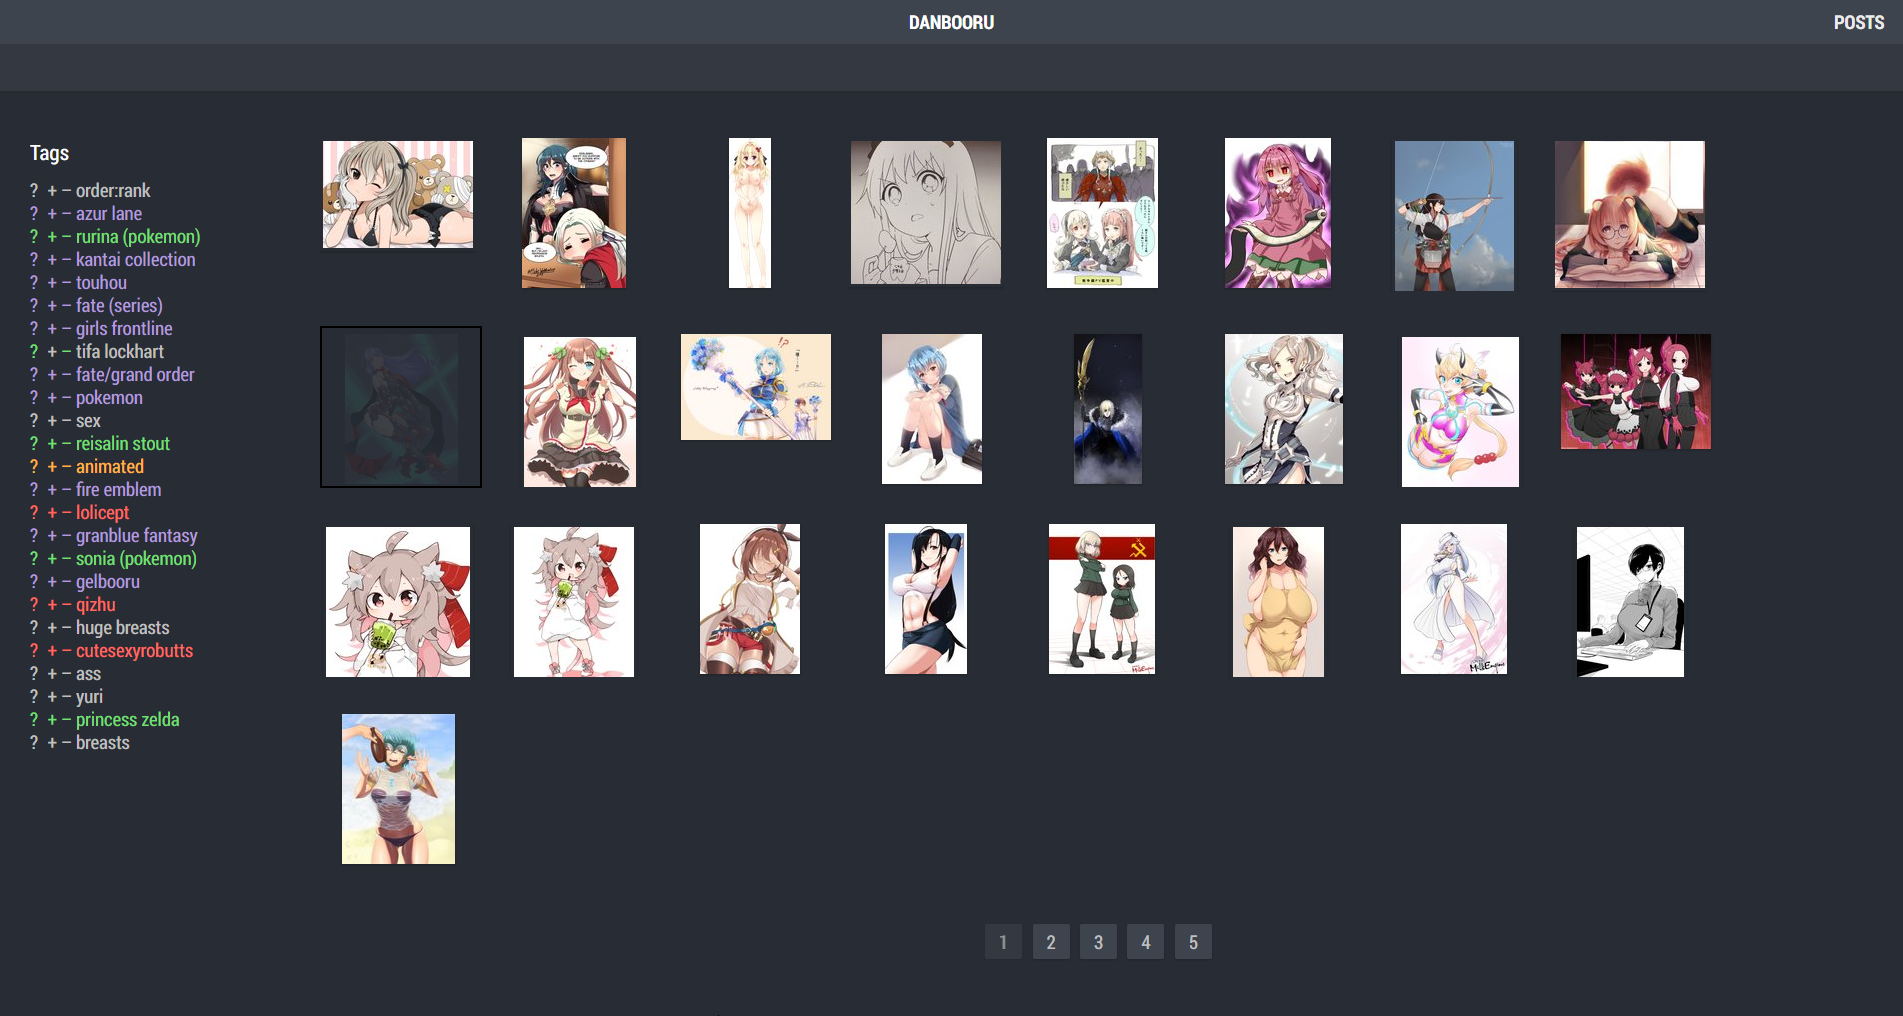 DANBOORU
POSTS
Tags
? + – order:rank
? + – azur lane
? + – rurina (pokemon)
? + – kantai collection
? + – touhou
? + – fate (series)
? + – girls frontline
? + – tifa lockhart
? + – fate/grand order
? + – pokemon
? + – sex
? + – reisalin stout
? + – animated
? + – fire emblem
? + – lolicept
? + – granblue fantasy
? + – sonia (pokemon)
? + – gelbooru
? + – qizhu
? + – huge breasts
? + – cutesexyrobutts
? + – ass
? + – yuri
? + – princess zelda
? + – breasts
1 2 3 4 5